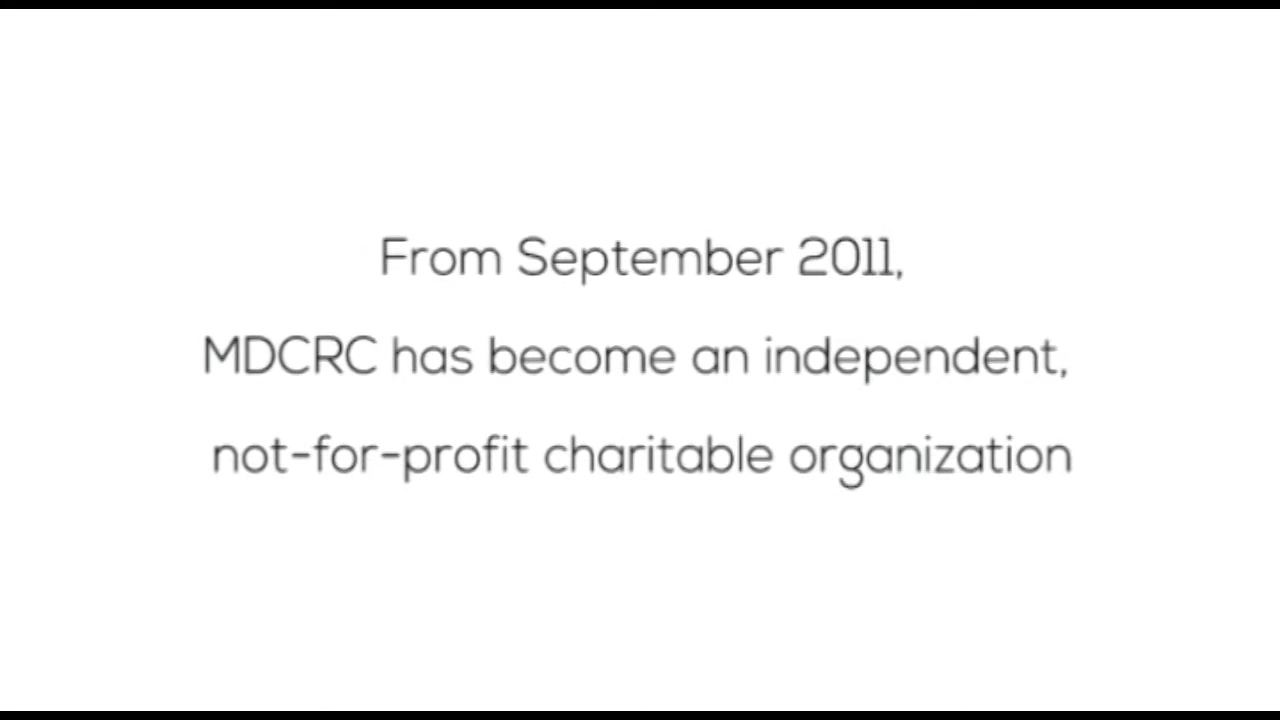 From September 2011,
MDCRC has become an independent,
not-for-profit charitable organization